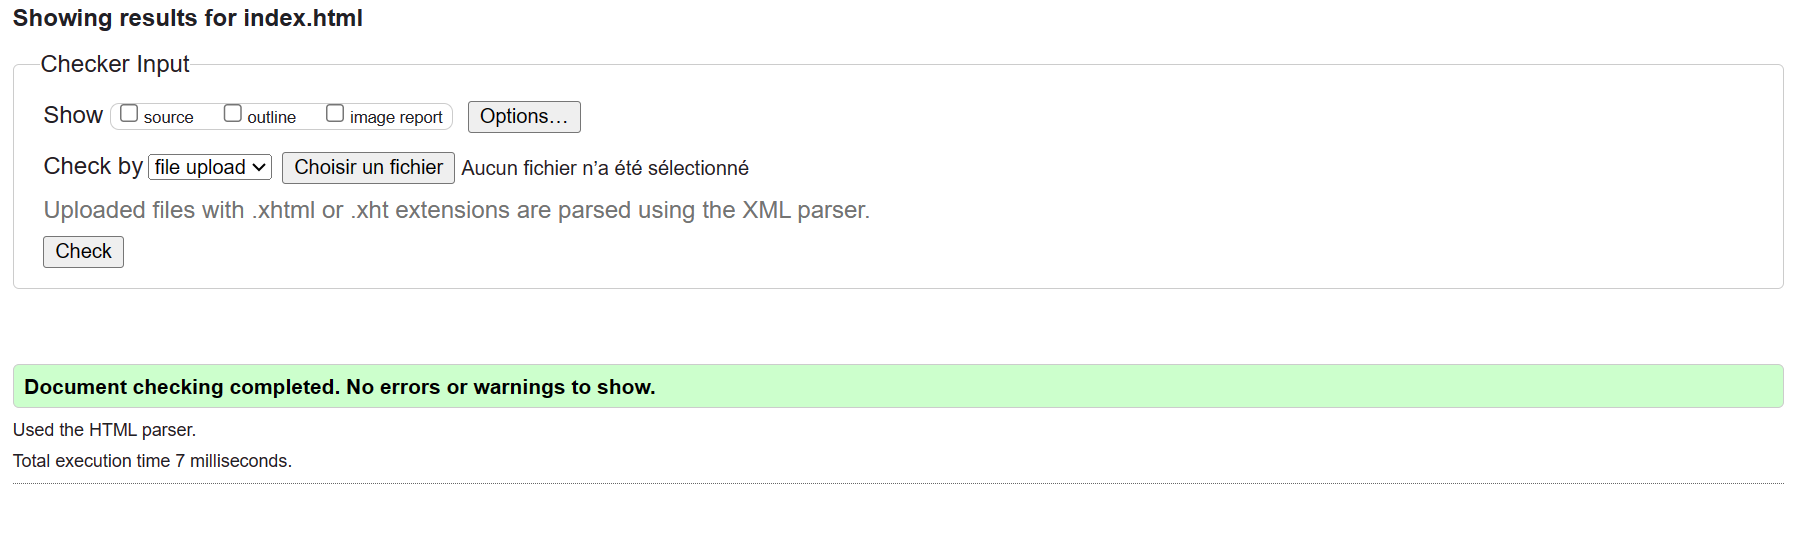 Showing results for index.html
Checker Input
Show source outline image report Options…
Check by file upload Choisir un fichier Aucun fichier n’a été sélectionné
Uploaded files with .xhtml or .xht extensions are parsed using the XML parser.
Check
Document checking completed. No errors or warnings to show.
Used the HTML parser.
Total execution time 7 milliseconds.